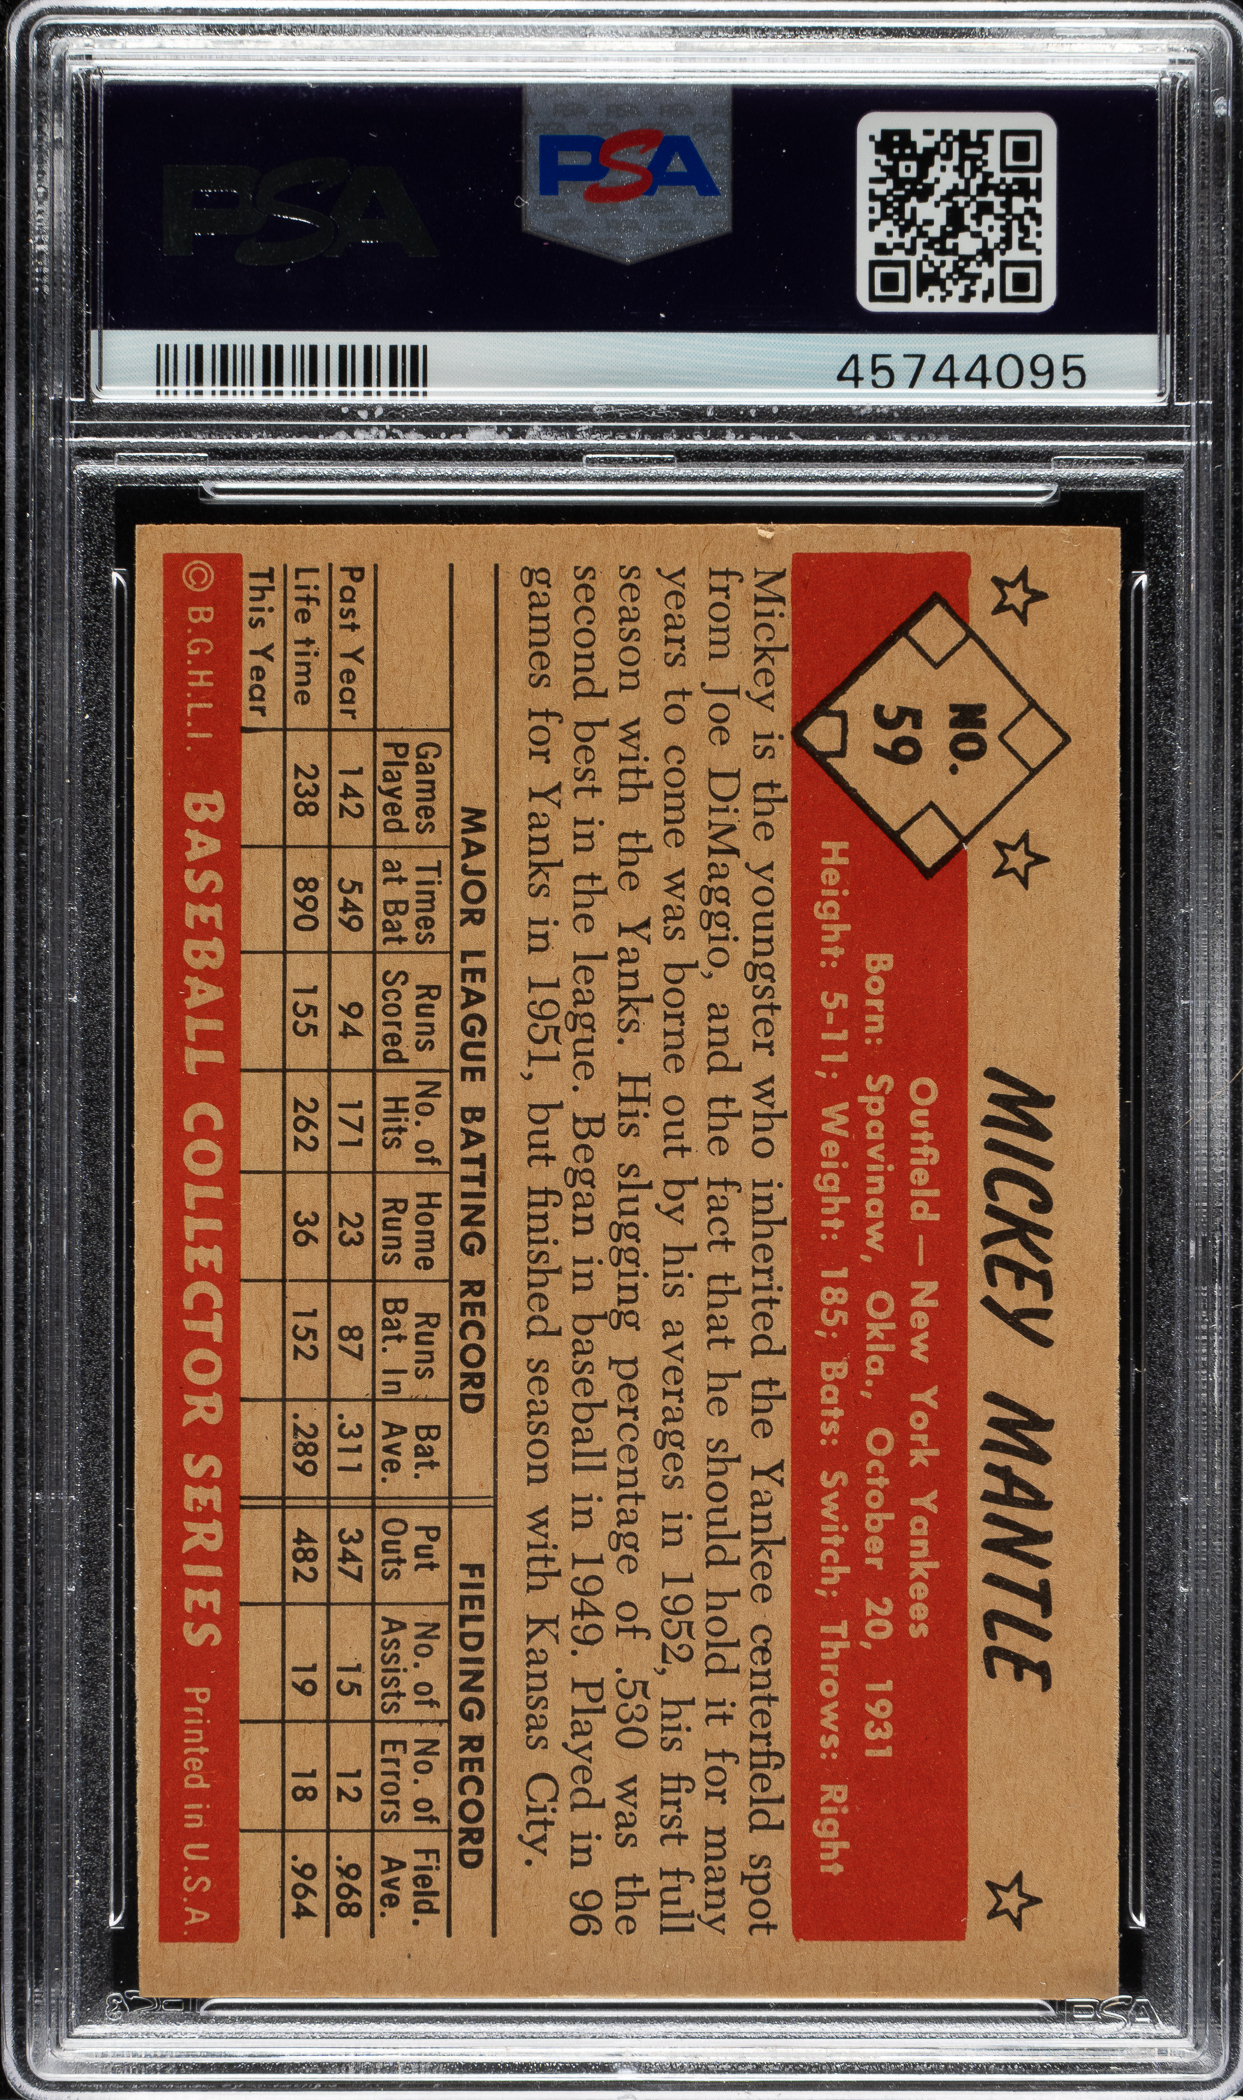 PSA
PSA
45744095
MICKEY MANTLE
NO.
59
Outfield — New York Yankees
Born: Spavinaw, Okla., October 20, 1931
Height: 5-11; Weight: 185; Bats: Switch; Throws: Right
Mickey is the youngster who inherited the Yankee centerfield spot
from Joe DiMaggio, and the fact that he should hold it for many
years to come was borne out by his averages in 1952, his first full
season with the Yanks. His slugging percentage of .530 was the
second best in the league. Began in baseball in 1949. Played in 96
games for Yanks in 1951, but finished season with Kansas City.
MAJOR LEAGUE BATTING RECORD FIELDING RECORD
Games Times Runs No. of Home Runs Bat. Put No. of No. of Field.
Played at Bat Scored Hits Runs Bat. In Ave. Outs Assists Errors Ave.
Past Year 142 549 94 171 23 87 .311 347 15 12 .968
Life time 238 890 155 262 36 152 .289 482 19 18 .964
This Year
© B.G.H.L.I. BASEBALL COLLECTOR SERIES Printed in U.S.A.
PSA